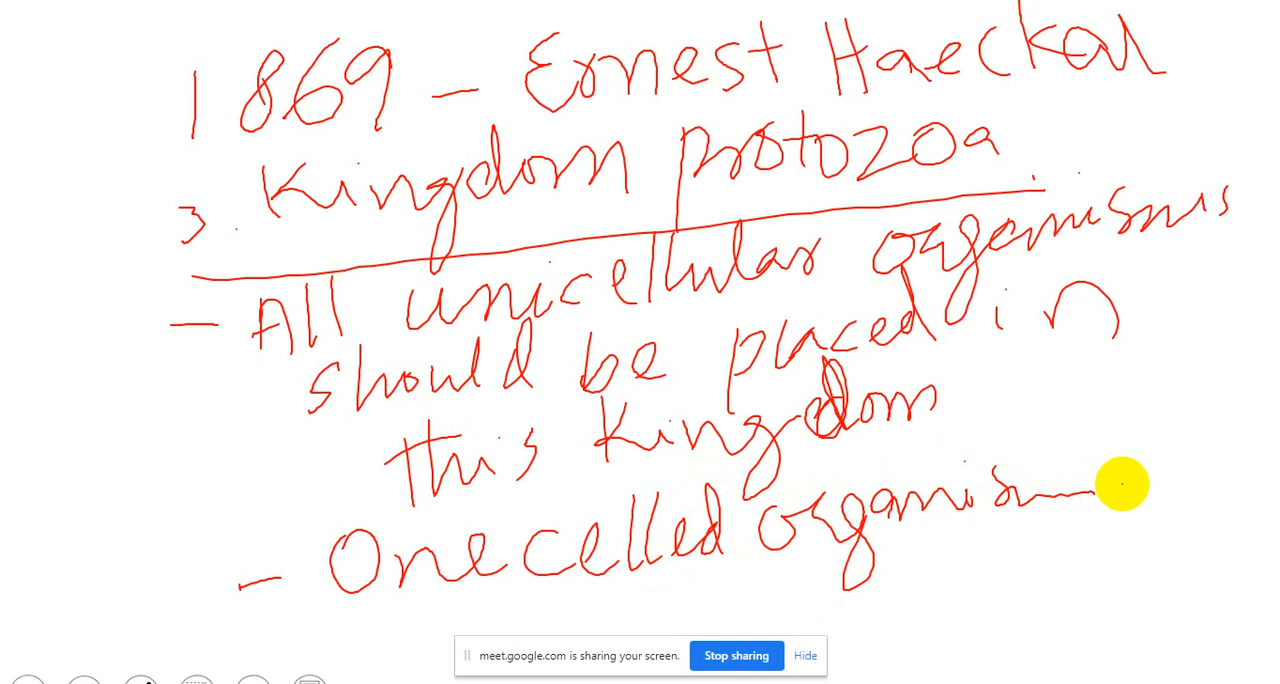 1869 - Ernest Haeckal
3. Kingdom protozoa
- All unicellular organisms
should be placed in
this Kingdom
- One celled organism
meet.google.com is sharing your screen. Stop sharing Hide